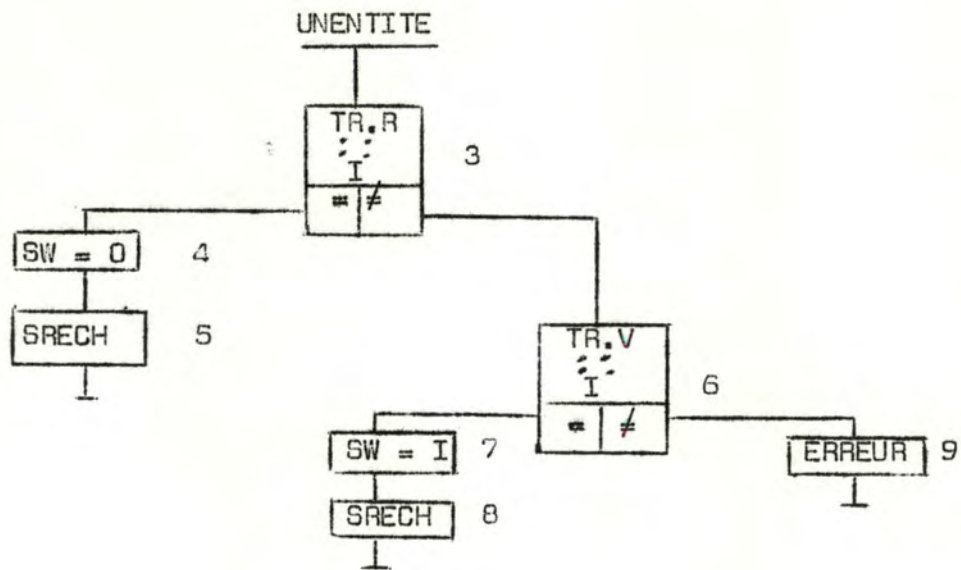 UNENTITE
TR.R
::
I
= ≠
3
SW = 0
4
SRECH
5
TR.V
::
I
= ≠
6
SW = I
7
SRECH
8
ERREUR
9